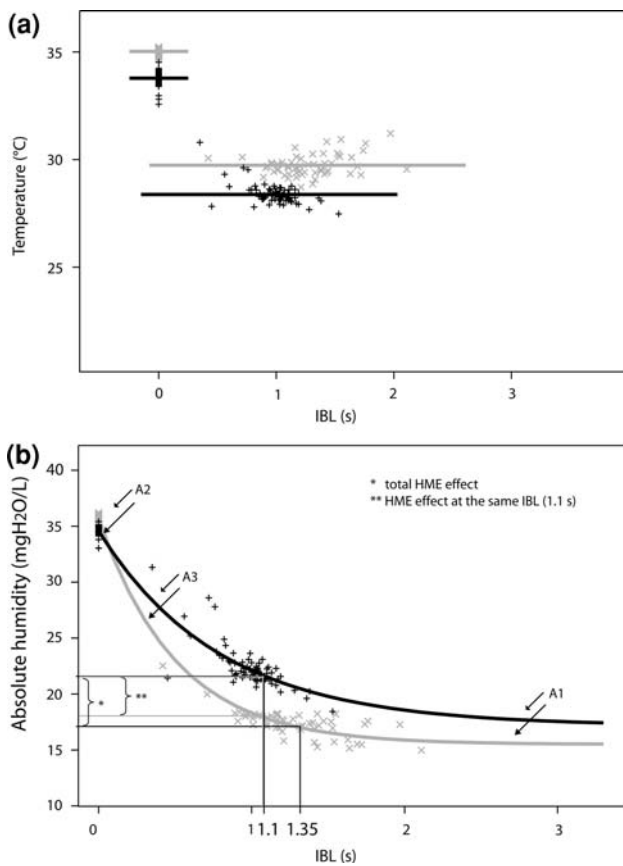 (a)
35
30
25
Temperature (°C)
0 1 2 3
IBL (s)
(b)
40
35
30
25
20
15
10
Absolute humidity (mgH2O/L)
A2
A3
A1
* total HME effect
** HME effect at the same IBL (1.1 s)
*
**
0 1 1.1 1.35 2 3
IBL (s)